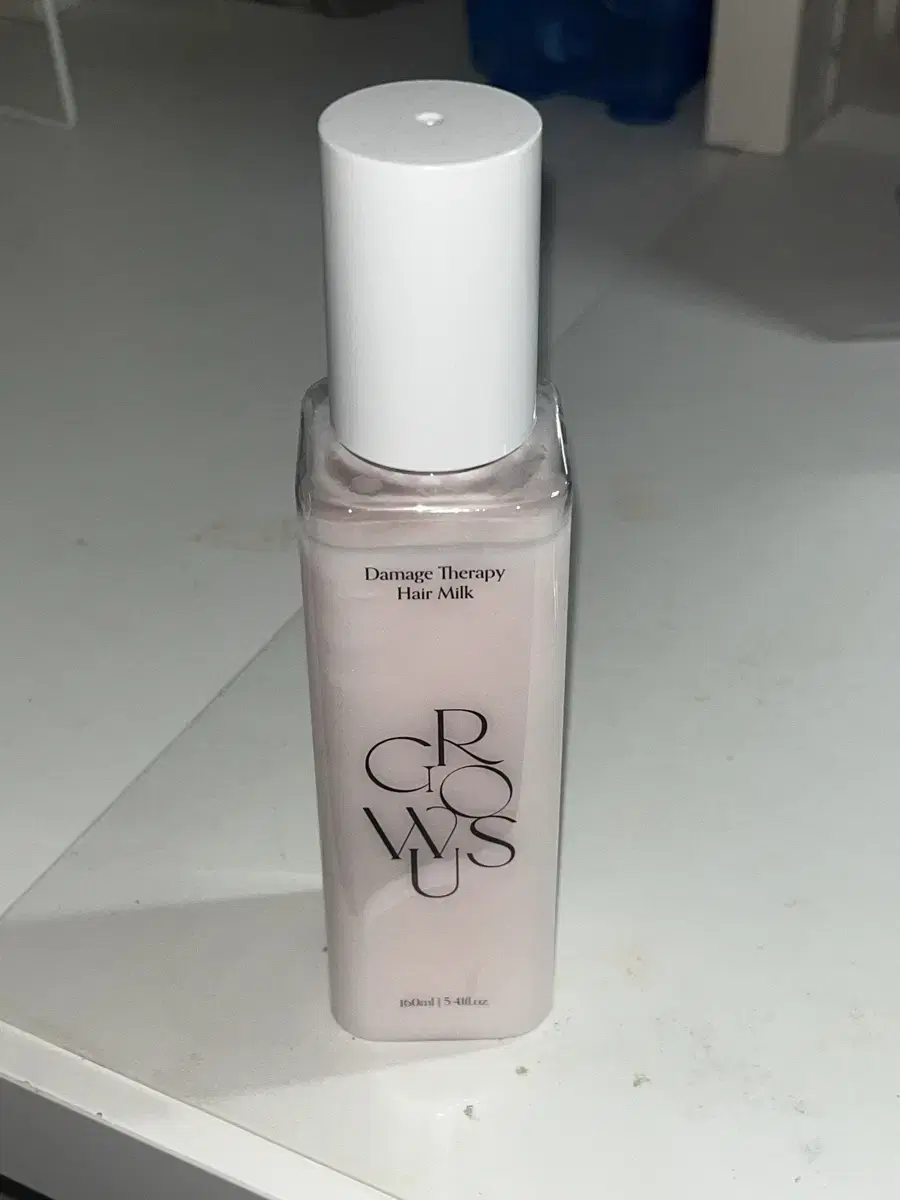 Damage Therapy
Hair Milk
GROWUS
160ml | 5.41fl.oz